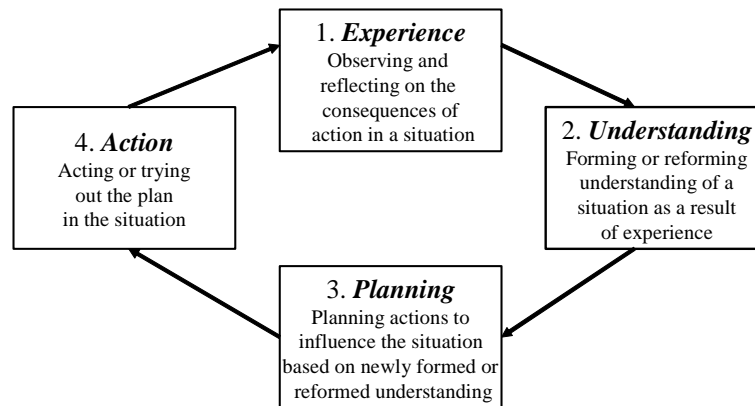 1. Experience
Observing and
reflecting on the
consequences of
action in a situation
2. Understanding
Forming or reforming
understanding of a
situation as a result
of experience
3. Planning
Planning actions to
influence the situation
based on newly formed or
reformed understanding
4. Action
Acting or trying
out the plan
in the situation